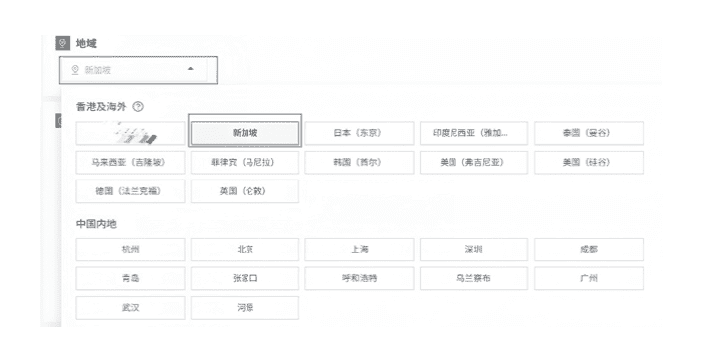 地域
新加坡
香港及海外 ?
新加坡 日本（东京） 印度尼西亚（雅加... 泰国（曼谷）
马来西亚（吉隆坡） 菲律宾（马尼拉） 韩国（首尔） 美国（弗吉尼亚） 美国（硅谷）
德国（法兰克福） 英国（伦敦）
中国内地
杭州 北京 上海 深圳 成都
青岛 张家口 呼和浩特 乌兰察布 广州
武汉 河源